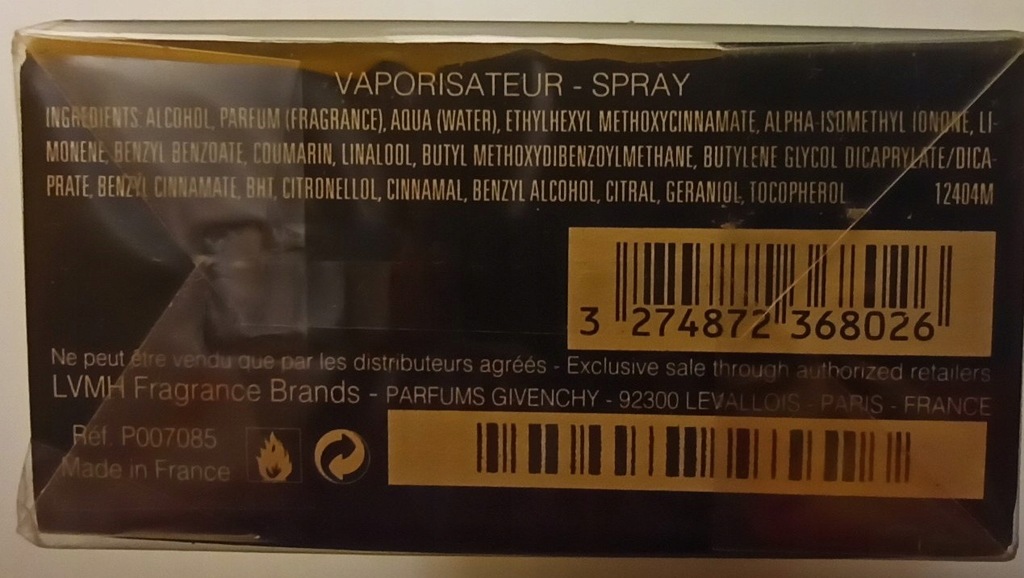 VAPORISATEUR - SPRAY
INGREDIENTS: ALCOHOL, PARFUM (FRAGRANCE), AQUA (WATER), ETHYLHEXYL METHOXYCINNAMATE, ALPHA-ISOMETHYL IONONE, LI-
MONENE, BENZYL BENZOATE, COUMARIN, LINALOOL, BUTYL METHOXYDIBENZOYLMETHANE, BUTYLENE GLYCOL DICAPRYLATE/DICA-
PRATE, BENZYL CINNAMATE, BHT, CITRONELLOL, CINNAMAL, BENZYL ALCOHOL, CITRAL, GERANIOL, TOCOPHEROL 12404M
3 274872 368026
Ne peut être vendu que par les distributeurs agréés - Exclusive sale through authorized retailers
LVMH Fragrance Brands - PARFUMS GIVENCHY - 92300 LEVALLOIS - PARIS - FRANCE
Réf. P007085
Made in France